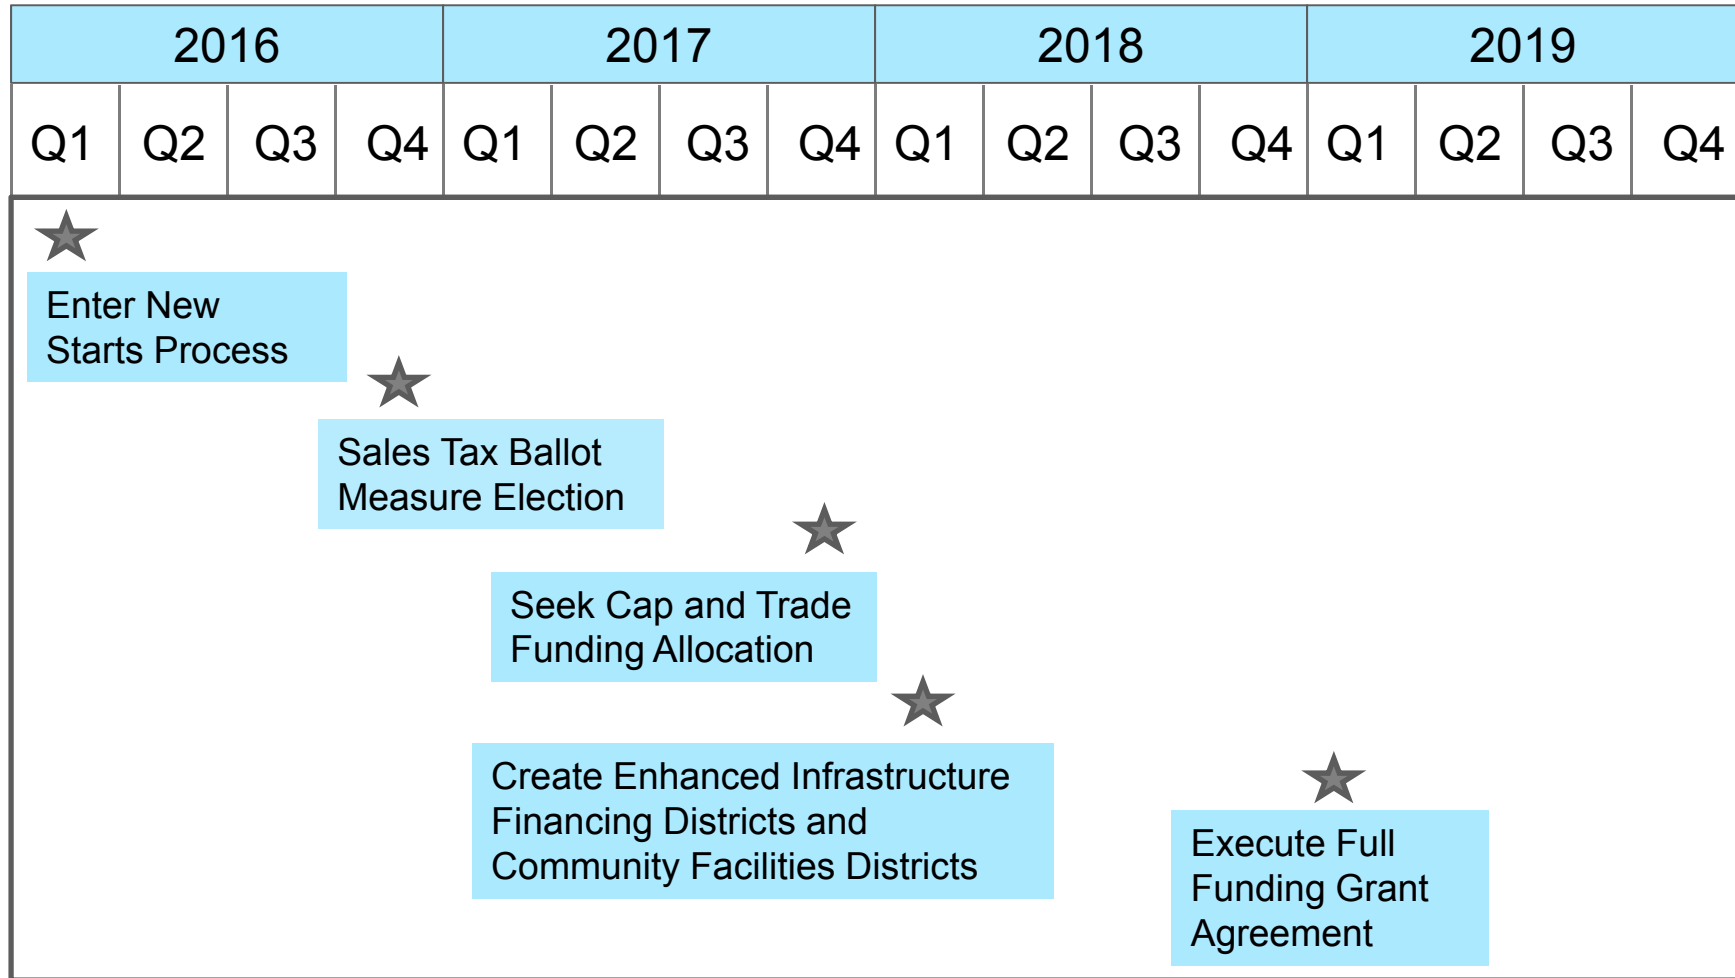 2016 2017 2018 2019
Q1 Q2 Q3 Q4 Q1 Q2 Q3 Q4 Q1 Q2 Q3 Q4 Q1 Q2 Q3 Q4
Enter New
Starts Process
Sales Tax Ballot
Measure Election
Seek Cap and Trade
Funding Allocation
Create Enhanced Infrastructure
Financing Districts and
Community Facilities Districts
Execute Full
Funding Grant
Agreement